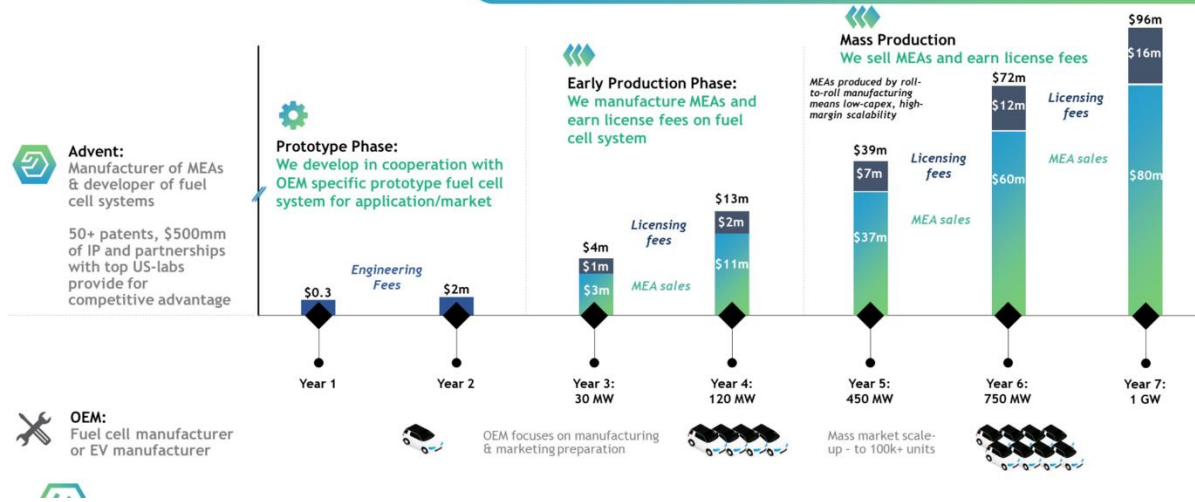 Advent:
Manufacturer of MEAs
& developer of fuel
cell systems
50+ patents, $500mm
of IP and partnerships
with top US-labs
provide for
competitive advantage
Prototype Phase:
We develop in cooperation with
OEM specific prototype fuel cell
system for application/market
Engineering
Fees
$0.3
$2m
Early Production Phase:
We manufacture MEAs and
earn license fees on fuel
cell system
$4m
$1m
$3m
Licensing
fees
MEA sales
$13m
$2m
$11m
Mass Production
We sell MEAs and earn license fees
MEAs produced by roll-
to-roll manufacturing
means low-capex, high-
margin scalability
$39m
$7m
$37m
Licensing
fees
MEA sales
$72m
$12m
$60m
Licensing
fees
MEA sales
$96m
$16m
$80m
Year 1
Year 2
Year 3:
30 MW
Year 4:
120 MW
Year 5:
450 MW
Year 6:
750 MW
Year 7:
1 GW
OEM:
Fuel cell manufacturer
or EV manufacturer
OEM focuses on manufacturing
& marketing preparation
Mass market scale-
up - to 100k+ units